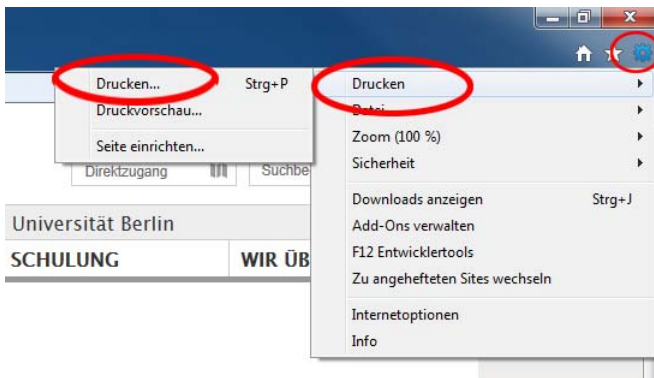 Drucken... Strg+P
Druckvorschau...
Seite einrichten...
Drucken
Datei
Zoom (100 %)
Sicherheit
Downloads anzeigen Strg+J
Add-Ons verwalten
F12 Entwicklertools
Zu angehefteten Sites wechseln
Internetoptionen
Info
Direktzugang
Suchbe
Universität Berlin
SCHULUNG
WIR ÜB